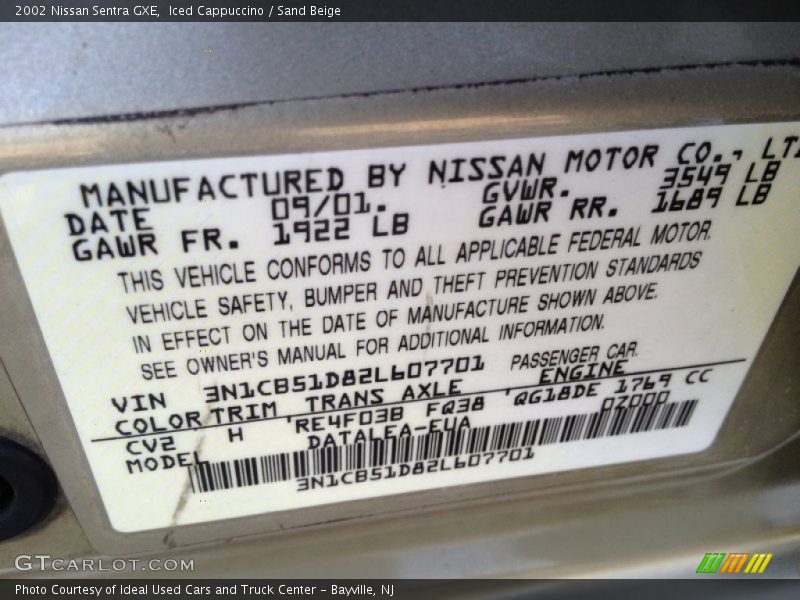 2002 Nissan Sentra GXE, Iced Cappuccino / Sand Beige
MANUFACTURED BY NISSAN MOTOR CO., LT
DATE 09/01. GVWR. 3549 LB
GAWR FR. 1922 LB GAWR RR. 1689 LB
THIS VEHICLE CONFORMS TO ALL APPLICABLE FEDERAL MOTOR
VEHICLE SAFETY, BUMPER AND THEFT PREVENTION STANDARDS
IN EFFECT ON THE DATE OF MANUFACTURE SHOWN ABOVE.
SEE OWNER'S MANUAL FOR ADDITIONAL INFORMATION.
VIN 3N1CB51D82L607701 PASSENGER CAR.
COLOR TRIM TRANS AXLE ENGINE
CV2 H 'RE4F03B FQ38 'QG18DE 1769 CC
MODEL DATALEA-EUA 0Z000
3N1CB51D82L607701
GTCARLOT.COM
Photo Courtesy of Ideal Used Cars and Truck Center - Bayville, NJ